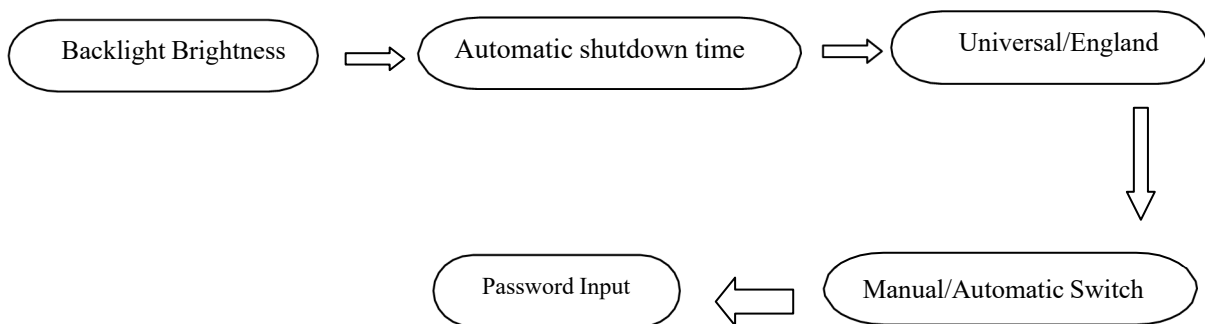 Backlight Brightness
Automatic shutdown time
Universal/England
Manual/Automatic Switch
Password Input